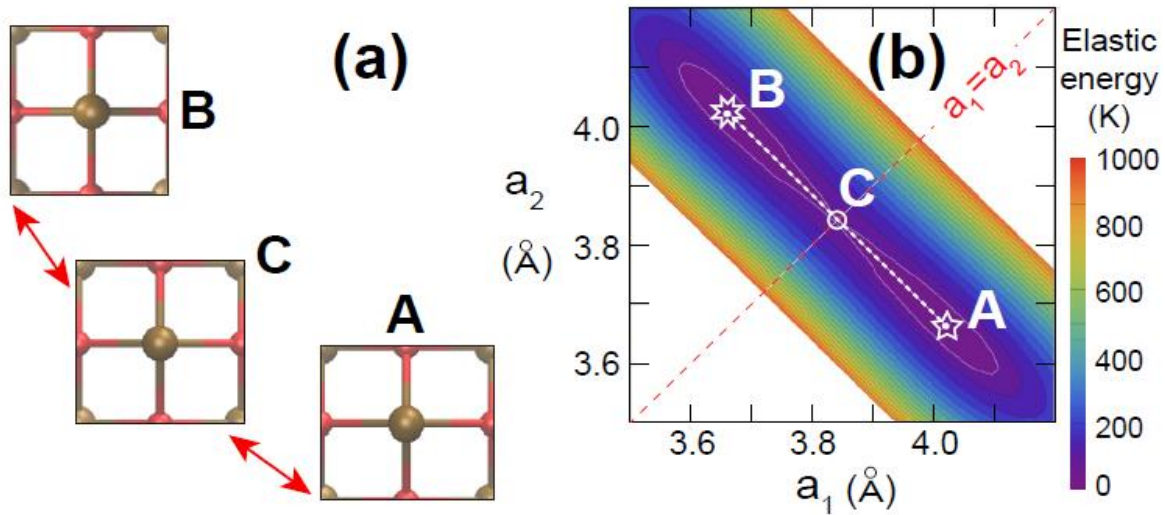 (a)
B
C
A
(b)
B
C
A
a₁=a₂
a₂
(Å)
4.0
3.8
3.6
3.6
3.8
4.0
a₁ (Å)
Elastic
energy
(K)
1000
800
600
400
200
0